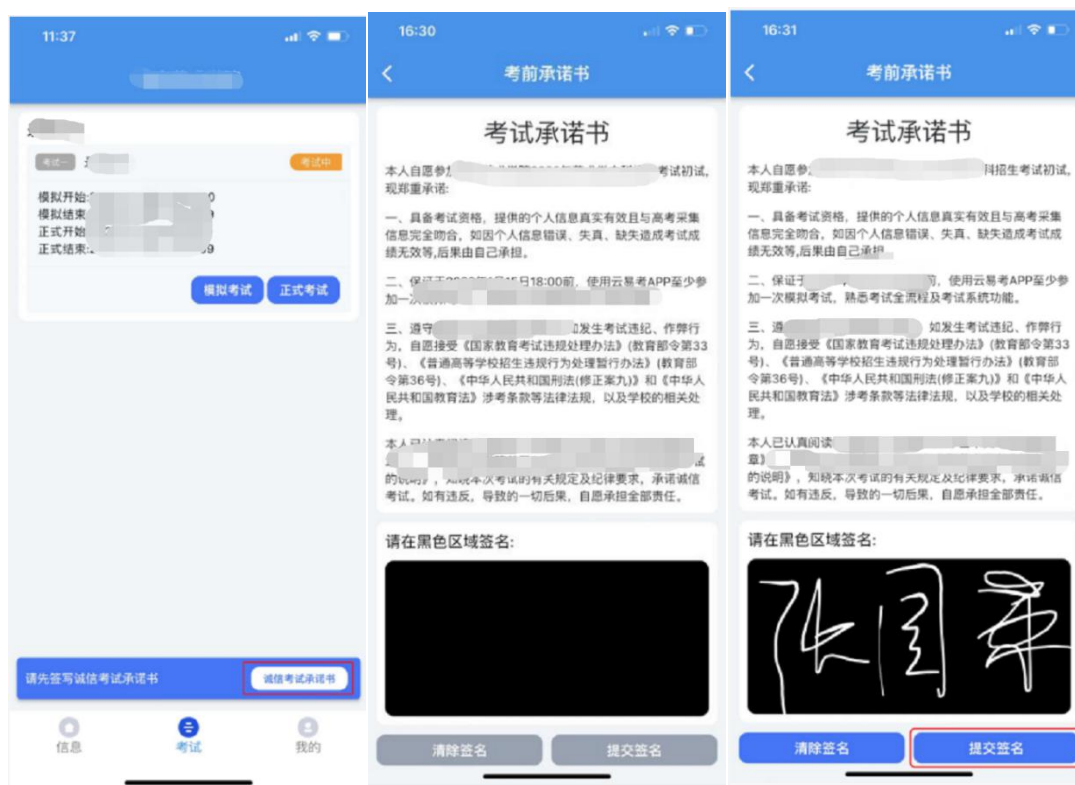 11:37
考试一
考试中
模拟开始:
模拟结束
正式开始
正式结束:
模拟考试
正式考试
请先签写诚信考试承诺书
诚信考试承诺书
信息
考试
我的
16:30
考前承诺书
考试承诺书
本人自愿参 考试初试,
现郑重承诺:
一、具备考试资格，提供的个人信息真实有效且与高考采集
信息完全吻合，如因个人信息错误、失真、缺失造成考试成
绩无效等,后果由自己承担。
二、保证于 日18:00前，使用云易考APP至少参
加一次
三、遵守 如发生考试违纪、作弊行
为，自愿接受《国家教育考试违规处理办法》(教育部令第33
号)、《普通高等学校招生违规行为处理暂行办法》(教育部
令第36号)、《中华人民共和国刑法(修正案九)》和《中华人
民共和国教育法》涉考条款等法律法规，以及学校的相关处
理。
本人已
的说明》，知晓本次考试的有关规定及纪律要求，承诺诚信
考试。如有违反，导致的一切后果，自愿承担全部责任。
请在黑色区域签名:
清除签名
提交签名
16:31
考前承诺书
考试承诺书
本人自愿参 科招生考试初试,
现郑重承诺:
一、具备考试资格，提供的个人信息真实有效且与高考采集
信息完全吻合，如因个人信息错误、失真、缺失造成考试成
绩无效等,后果由自己承担。
二、保证于 前，使用云易考APP至少参
加一次模拟考试，熟悉考试全流程及考试系统功能。
三、遵 如发生考试违纪、作弊行
为，自愿接受《国家教育考试违规处理办法》(教育部令第33
号)、《普通高等学校招生违规行为处理暂行办法》(教育部
令第36号)、《中华人民共和国刑法(修正案九)》和《中华人
民共和国教育法》涉考条款等法律法规，以及学校的相关处
理。
本人已认真阅读
章》
的说明》，知晓本次考试的有关规定及纪律要求，承诺诚信
考试。如有违反，导致的一切后果，自愿承担全部责任。
请在黑色区域签名:
清除签名
提交签名